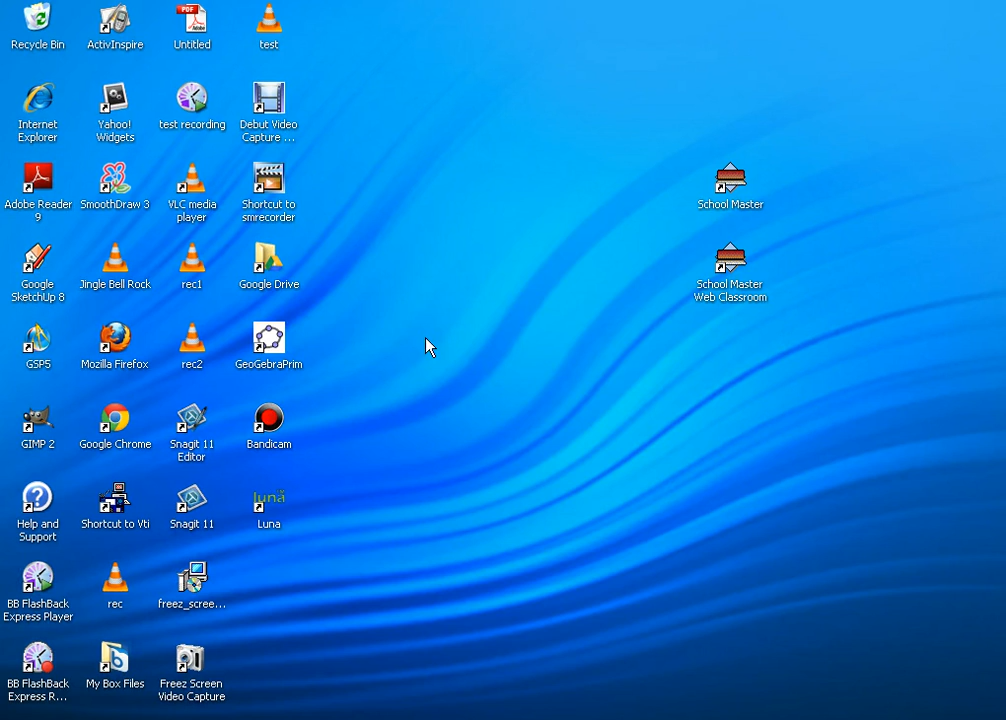 Recycle Bin
ActivInspire
PDF
Adobe
Untitled
test
Internet
Explorer
Yahoo!
Widgets
test recording
Debut Video
Capture ...
Adobe Reader
9
SmoothDraw 3
VLC media
player
Shortcut to
smrecorder
School Master
Google
SketchUp 8
Jingle Bell Rock
rec1
Google Drive
School Master
Web Classroom
GSP5
Mozilla Firefox
rec2
GeoGebraPrim
GIMP 2
Google Chrome
Snagit 11
Editor
Bandicam
Help and
Support
Shortcut to Vti
Snagit 11
lună
Luna
BB FlashBack
Express Player
rec
freez_scree...
BB FlashBack
Express R...
My Box Files
Freez Screen
Video Capture